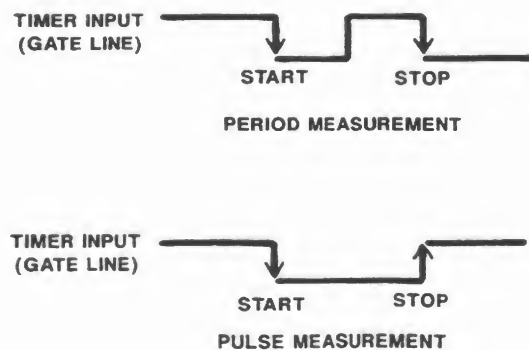 TIMER INPUT
(GATE LINE)
START
STOP
PERIOD MEASUREMENT
TIMER INPUT
(GATE LINE)
START
STOP
PULSE MEASUREMENT